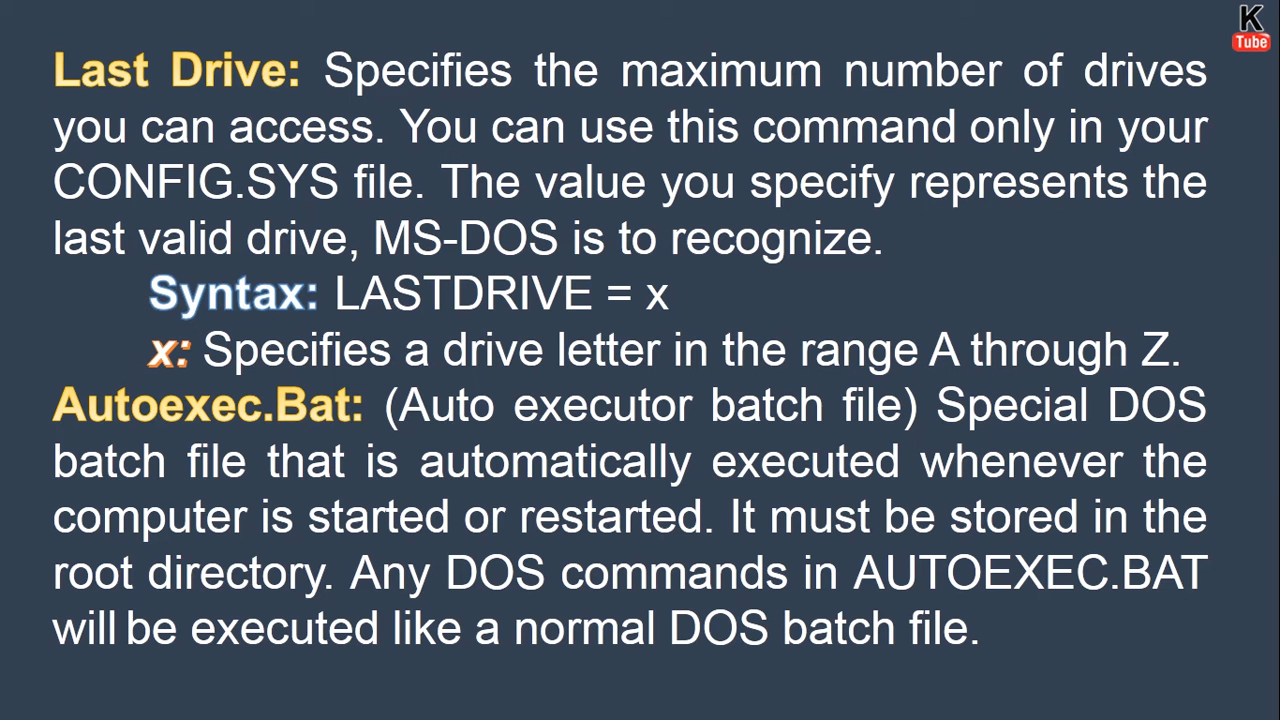 K
Tube
Last Drive: Specifies the maximum number of drives
you can access. You can use this command only in your
CONFIG.SYS file. The value you specify represents the
last valid drive, MS-DOS is to recognize.
Syntax: LASTDRIVE = x
x: Specifies a drive letter in the range A through Z.
Autoexec.Bat: (Auto executor batch file) Special DOS
batch file that is automatically executed whenever the
computer is started or restarted. It must be stored in the
root directory. Any DOS commands in AUTOEXEC.BAT
will be executed like a normal DOS batch file.